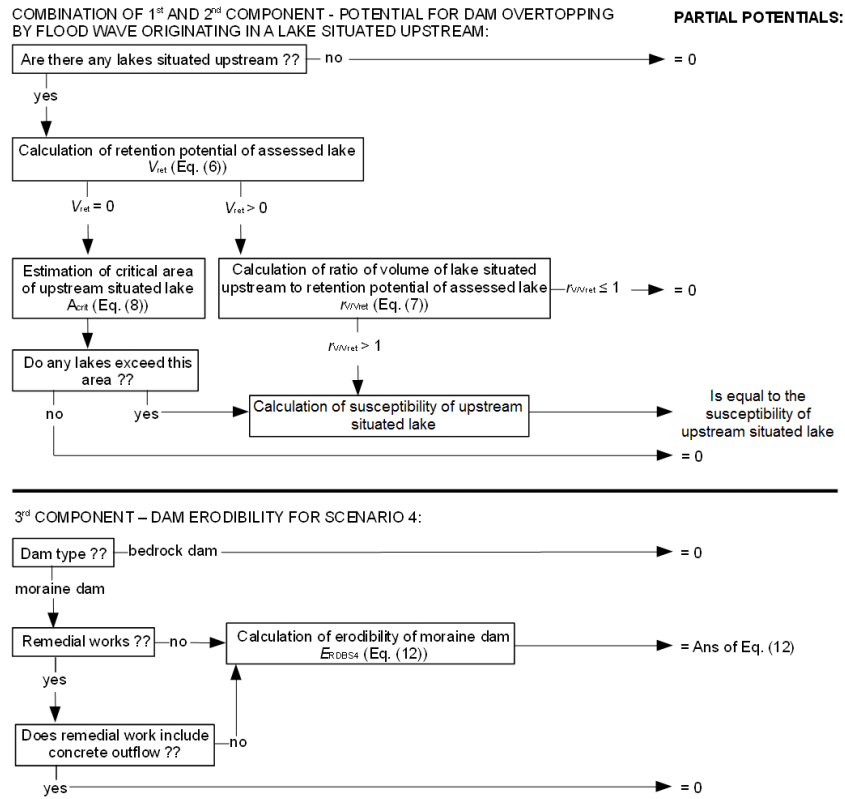 COMBINATION OF 1st AND 2nd COMPONENT - POTENTIAL FOR DAM OVERTOPPING
BY FLOOD WAVE ORIGINATING IN A LAKE SITUATED UPSTREAM:
PARTIAL POTENTIALS:
Are there any lakes situated upstream ??
no
= 0
yes
Calculation of retention potential of assessed lake
Vret (Eq. (6))
Vret = 0
Vret > 0
Estimation of critical area
of upstream situated lake
Acrit (Eq. (8))
Calculation of ratio of volume of lake situated
upstream to retention potential of assessed lake
rV/Vret (Eq. (7))
rV/Vret ≤ 1
= 0
rV/Vret > 1
Do any lakes exceed this
area ??
no
yes
Calculation of susceptibility of upstream
situated lake
Is equal to the
susceptibility of
upstream situated lake
= 0
3rd COMPONENT – DAM ERODIBILITY FOR SCENARIO 4:
Dam type ??
bedrock dam
= 0
moraine dam
Remedial works ??
no
Calculation of erodibility of moraine dam
ERDBS4 (Eq. (12))
= Ans of Eq. (12)
yes
Does remedial work include
concrete outflow ??
no
yes
= 0